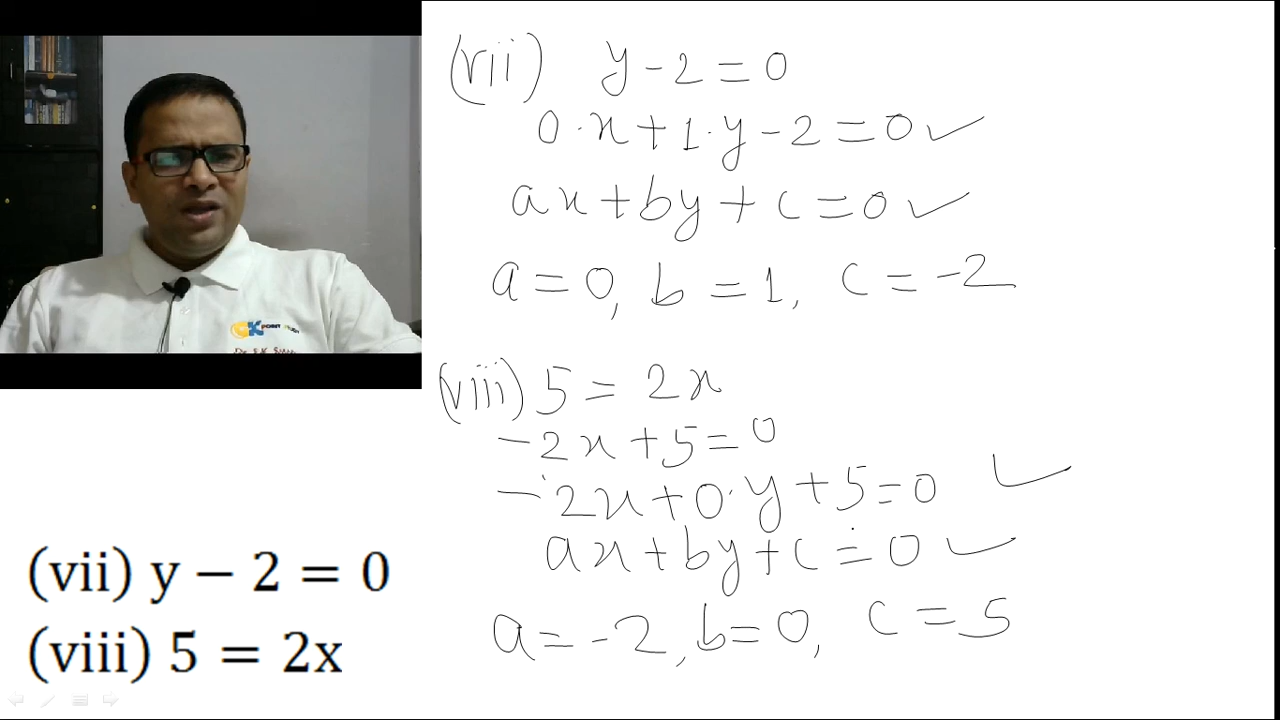 (vii) y-2=0
0·x+1·y-2=0✓
ax+by+c=0✓
a=0, b=1, c=-2
(viii) 5=2x
-2x+5=0
-2x+0·y+5=0 ✓
ax+by+c=0✓
a=-2, b=0, c=5
(vii) y − 2 = 0
(viii) 5 = 2x